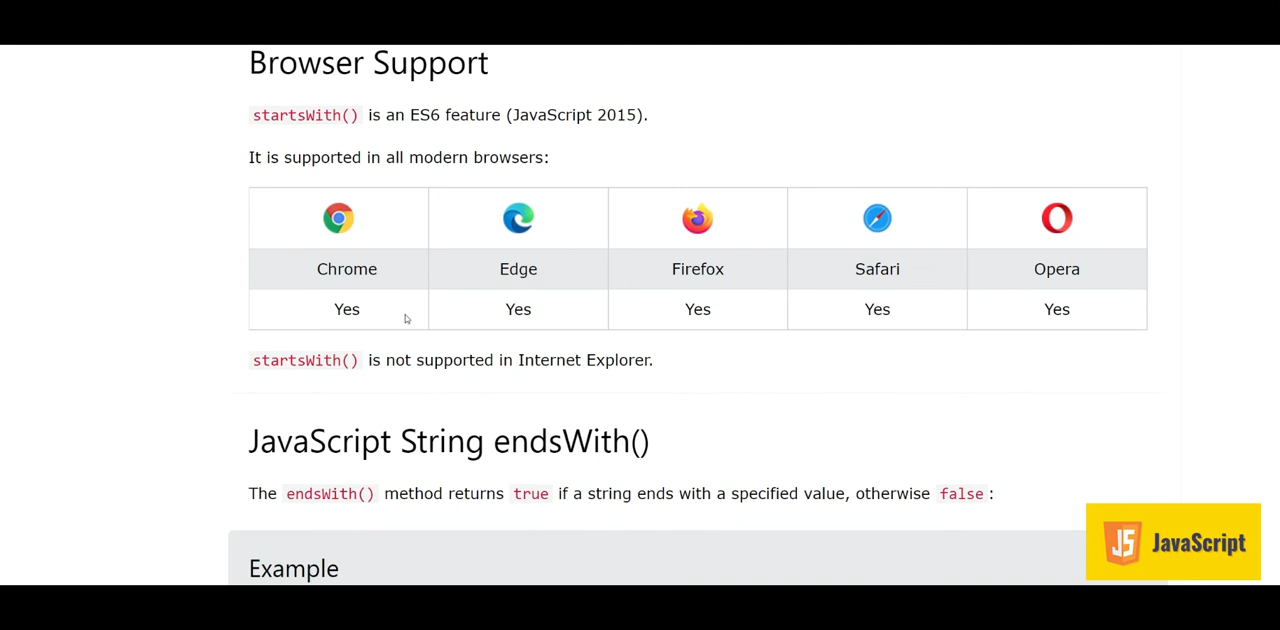 Browser Support
startsWith() is an ES6 feature (JavaScript 2015).
It is supported in all modern browsers:
Chrome Edge Firefox Safari Opera
Yes Yes Yes Yes Yes
startsWith() is not supported in Internet Explorer.
JavaScript String endsWith()
The endsWith() method returns true if a string ends with a specified value, otherwise false:
Example
JS JavaScript